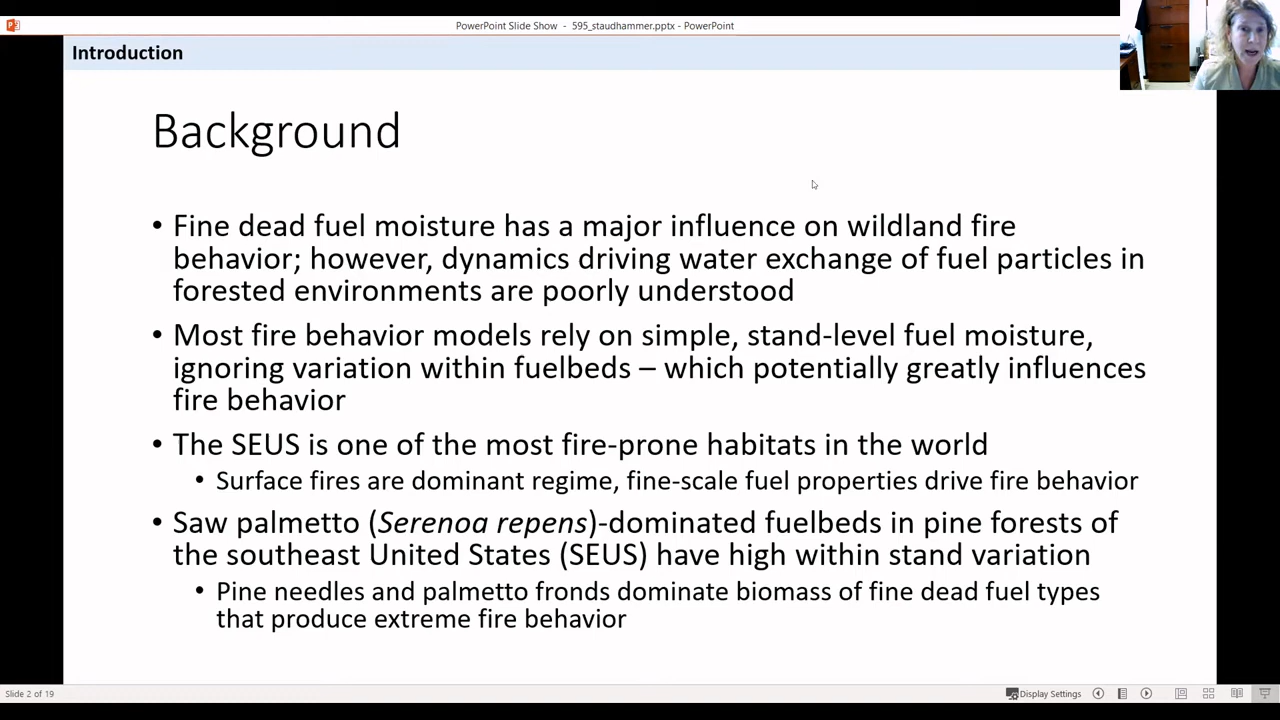 PowerPoint Slide Show - 595_staudhammer.pptx - PowerPoint
Introduction
Background
• Fine dead fuel moisture has a major influence on wildland fire
behavior; however, dynamics driving water exchange of fuel particles in
forested environments are poorly understood
• Most fire behavior models rely on simple, stand-level fuel moisture,
ignoring variation within fuelbeds – which potentially greatly influences
fire behavior
• The SEUS is one of the most fire-prone habitats in the world
• Surface fires are dominant regime, fine-scale fuel properties drive fire behavior
• Saw palmetto (Serenoa repens)-dominated fuelbeds in pine forests of
the southeast United States (SEUS) have high within stand variation
• Pine needles and palmetto fronds dominate biomass of fine dead fuel types
that produce extreme fire behavior
Slide 2 of 19
Display Settings